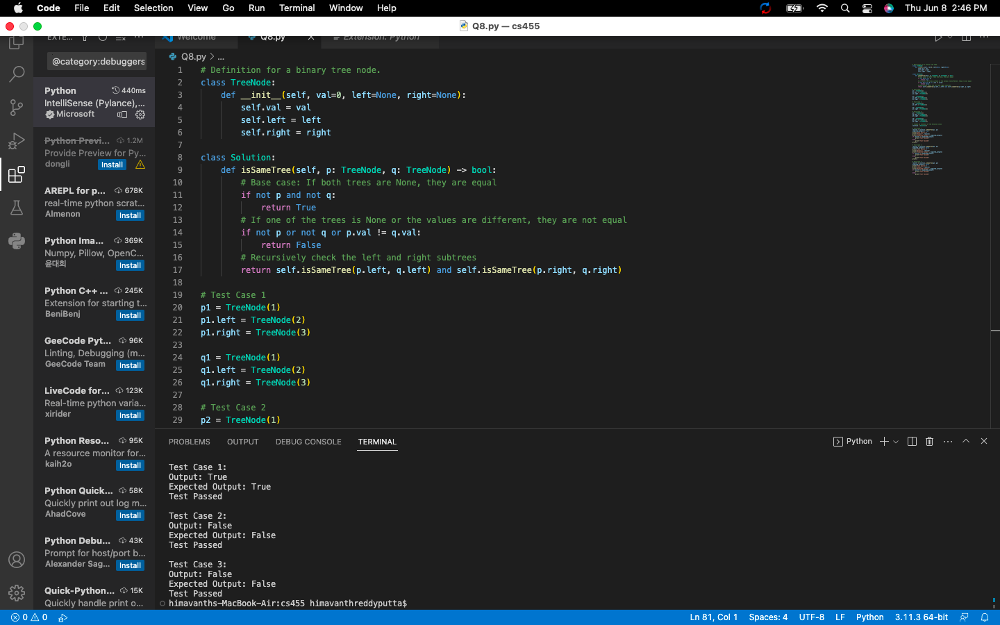 Code File Edit Selection View Go Run Terminal Window Help Thu Jun 8 2:46 PM
Q8.py — cs455
EXTE... Welcome Q8.py Extension: Python
@category:debuggers
Q8.py > ...
Python 440ms
IntelliSense (Pylance),...
Microsoft
Python Previ... 1.2M
Provide Preview for Py...
dongli Install
AREPL for p... 678K
real-time python scrat...
Almenon Install
Python Ima... 369K
Numpy, Pillow, OpenC...
윤대희 Install
Python C++ ... 245K
Extension for starting t...
BeniBenj Install
GeeCode Pyt... 96K
Linting, Debugging (m...
GeeCode Team Install
LiveCode for... 123K
Real-time python varia...
xirider Install
Python Reso... 95K
A resource monitor for...
kaih2o Install
Python Quick... 58K
Quickly print out log m...
AhadCove Install
Python Debu... 43K
Prompt for host/port b...
Alexander Sag... Install
Quick-Python... 15K
Quickly handle print o...
1 # Definition for a binary tree node.
2 class TreeNode:
3 def __init__(self, val=0, left=None, right=None):
4 self.val = val
5 self.left = left
6 self.right = right
7
8 class Solution:
9 def isSameTree(self, p: TreeNode, q: TreeNode) -> bool:
10 # Base case: If both trees are None, they are equal
11 if not p and not q:
12 return True
13 # If one of the trees is None or the values are different, they are not equal
14 if not p or not q or p.val != q.val:
15 return False
16 # Recursively check the left and right subtrees
17 return self.isSameTree(p.left, q.left) and self.isSameTree(p.right, q.right)
18
19 # Test Case 1
20 p1 = TreeNode(1)
21 p1.left = TreeNode(2)
22 p1.right = TreeNode(3)
23
24 q1 = TreeNode(1)
25 q1.left = TreeNode(2)
26 q1.right = TreeNode(3)
27
28 # Test Case 2
29 p2 = TreeNode(1)
PROBLEMS OUTPUT DEBUG CONSOLE TERMINAL Python
Test Case 1:
Output: True
Expected Output: True
Test Passed
Test Case 2:
Output: False
Expected Output: False
Test Passed
Test Case 3:
Output: False
Expected Output: False
Test Passed
himavanths-MacBook-Air:cs455 himavanthreddyputta$
0 0 Ln 81, Col 1 Spaces: 4 UTF-8 LF Python 3.11.3 64-bit